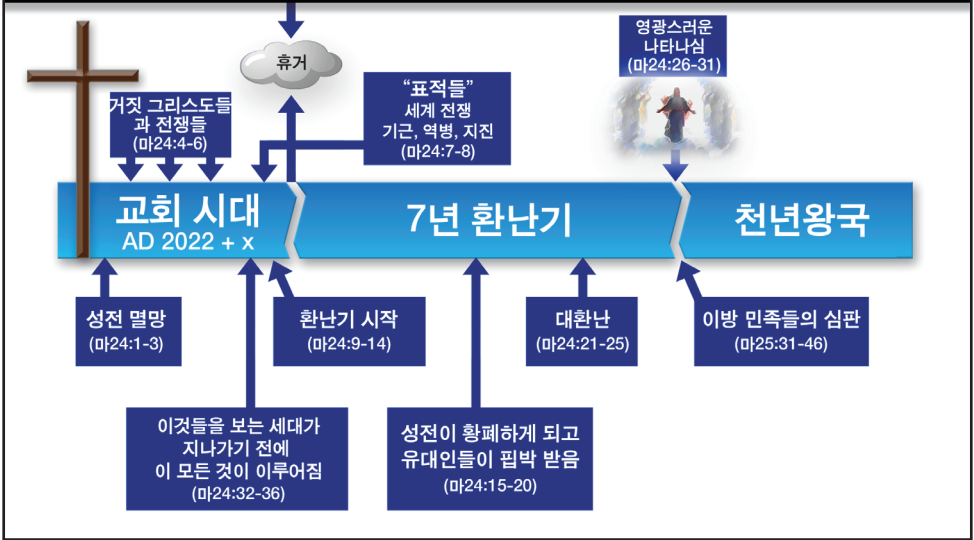 휴거
영광스러운
나타나심
(마24:26-31)
거짓 그리스도들
과 전쟁들
(마24:4-6)
“표적들”
세계 전쟁
기근, 역병, 지진
(마24:7-8)
교회 시대
AD 2022 + x
7년 환난기
천년왕국
성전 멸망
(마24:1-3)
환난기 시작
(마24:9-14)
대환난
(마24:21-25)
이방 민족들의 심판
(마25:31-46)
이것들을 보는 세대가
지나가기 전에
이 모든 것이 이루어짐
(마24:32-36)
성전이 황폐하게 되고
유대인들이 핍박 받음
(마24:15-20)